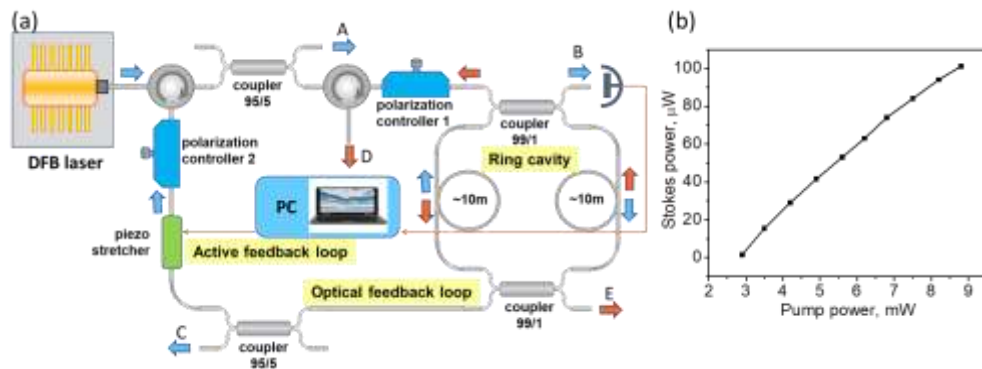 (a)
A
B
coupler
95/5
polarization
controller 1
coupler
99/1
DFB laser
polarization
controller 2
D
Ring cavity
PC
~10m
~10m
piezo
stretcher
Active feedback loop
Optical feedback loop
E
coupler
99/1
C
coupler
95/5
(b)
Stokes power, μW
100
80
60
40
20
0
2 3 4 5 6 7 8 9
Pump power, mW